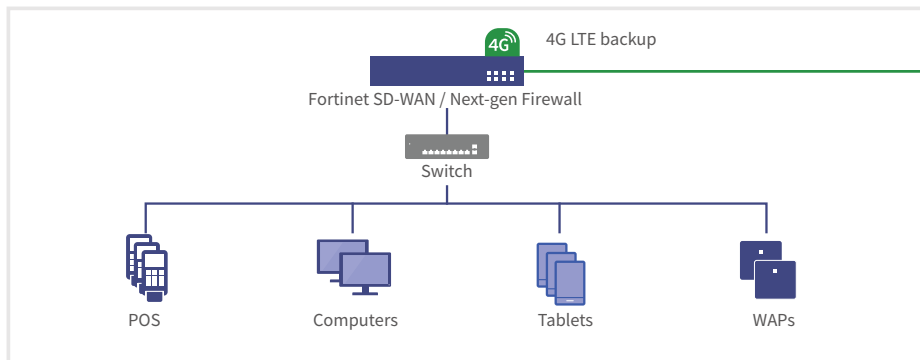 4G
4G LTE backup
Fortinet SD-WAN / Next-gen Firewall
Switch
POS
Computers
Tablets
WAPs